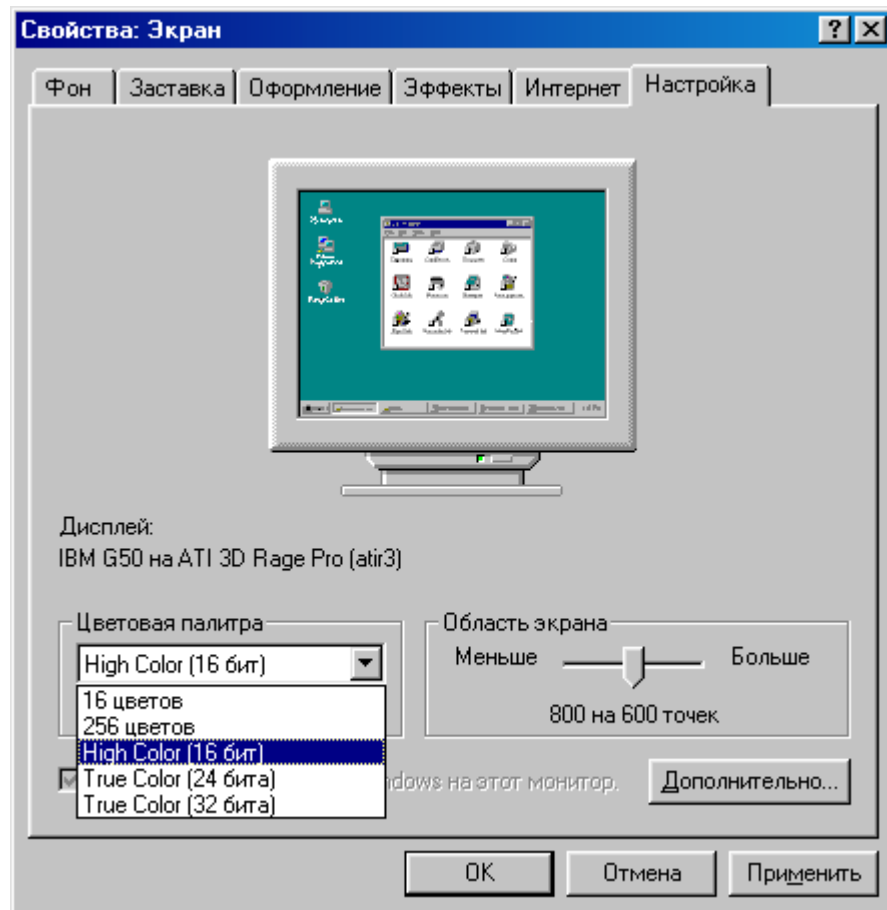 Свойства: Экран
Фон Заставка Оформление Эффекты Интернет Настройка
Дисплей:
IBM G50 на ATI 3D Rage Pro (atir3)
Цветовая палитра
High Color (16 бит)
16 цветов
256 цветов
High Color (16 бит)
True Color (24 бита)
True Color (32 бита)
Область экрана
Меньше Больше
800 на 600 точек
ndows на этот монитор.
Дополнительно...
OK Отмена Применить